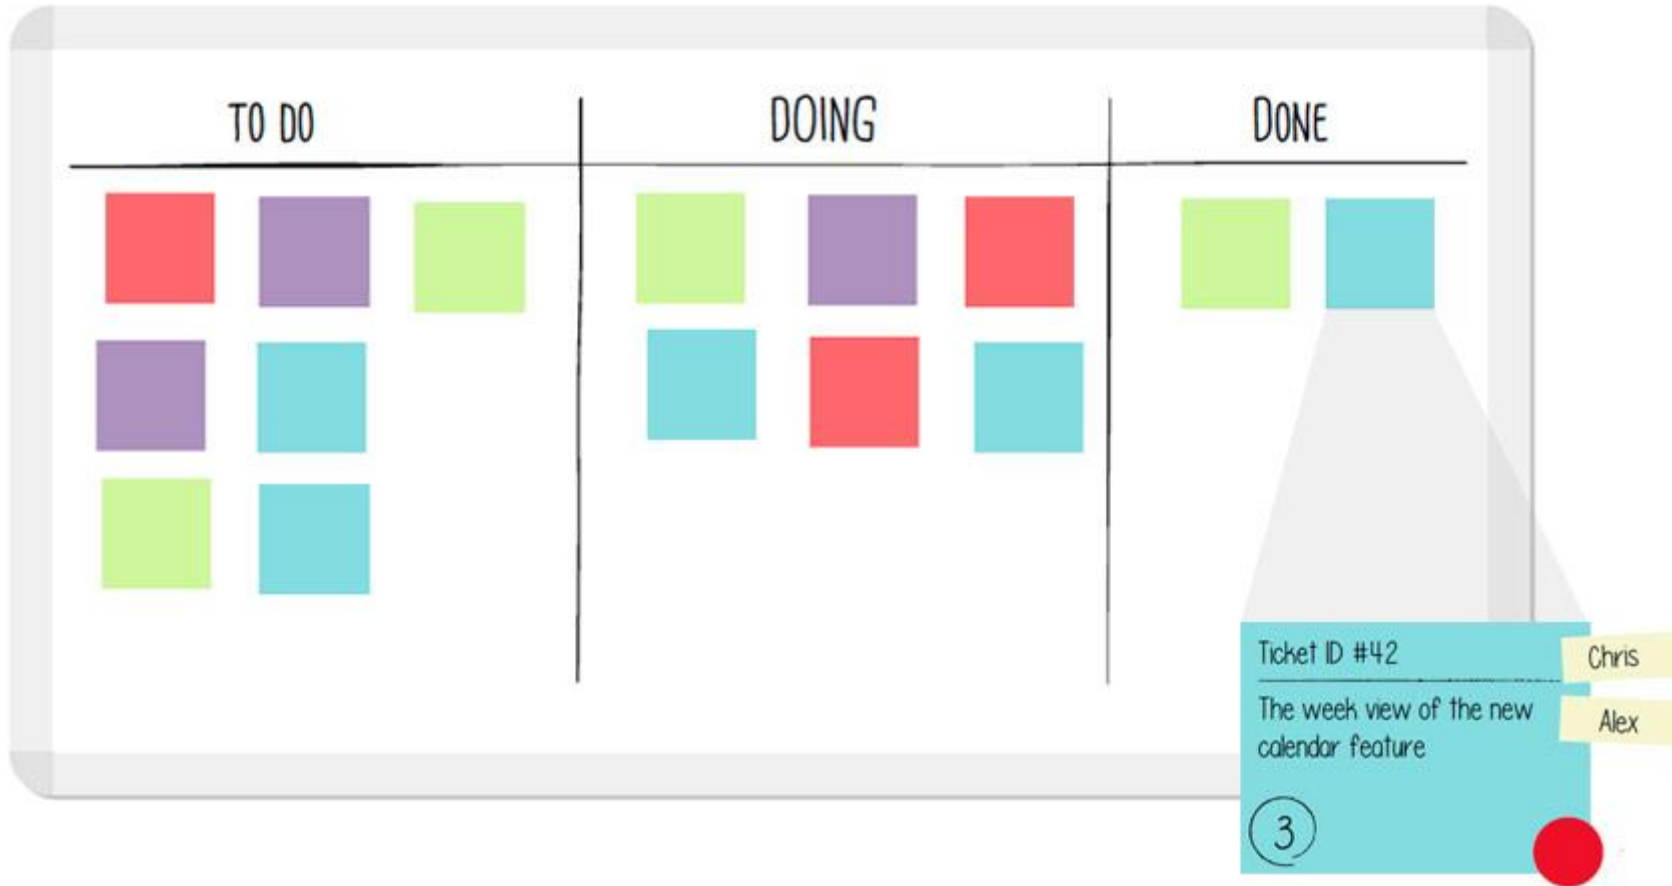 TO DO
DOING
DONE
Ticket ID #42
Chris
The week view of the new
calendar feature
Alex
3